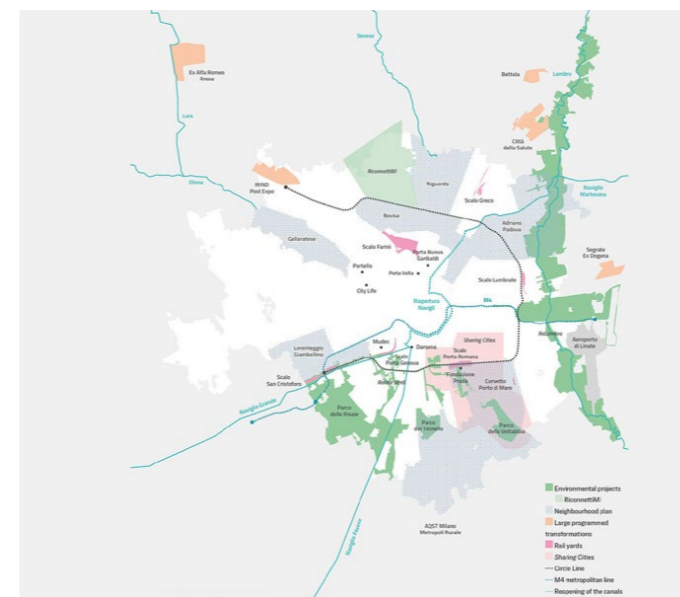 Seveso
Ex Alfa Romeo
Arese
Bettola
Lambro
Lura
Città
della Salute
RiconnettiMi
Olona
MIND
Post Expo
Niguarda
Naviglio
Martesana
Scalo Greco
Bovisa
Adriano
Padova
Gallaratese
Scalo Farini
Porta Nuova
Garibaldi
Segrate
Ex Dogana
Portello
Porta Volta
Scalo Lambrate
City Life
Riapertura
Navigli
M4
Mudec
Darsena
Sharing Cities
Aeroporto
di Linate
Lorenteggio
Giambellino
Scalo
Porta Genova
Scalo
Porta Romana
Scalo
San Cristoforo
Fondazione
Prada
Corvetto
Porto di Mare
Naviglio Grande
Parco
delle Risaie
Parco
del Ticinello
Parco
della Vettabbia
Naviglio Pavese
AQST Milano
Metropoli Rurale
Environmental projects
RiconnettiMi
Neighbourhood plan
Large programmed
transformations
Rail yards
Sharing Cities
Circle Line
M4 metropolitan line
Reopening of the canals